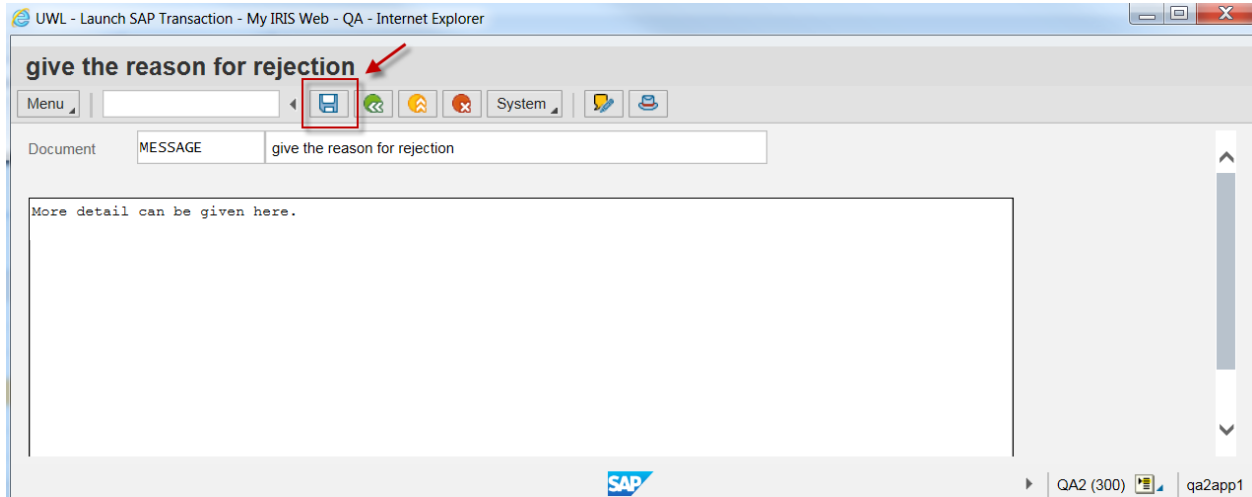 UWL - Launch SAP Transaction - My IRIS Web - QA - Internet Explorer
give the reason for rejection
Menu System
Document MESSAGE give the reason for rejection
More detail can be given here.
SAP QA2 (300) qa2app1